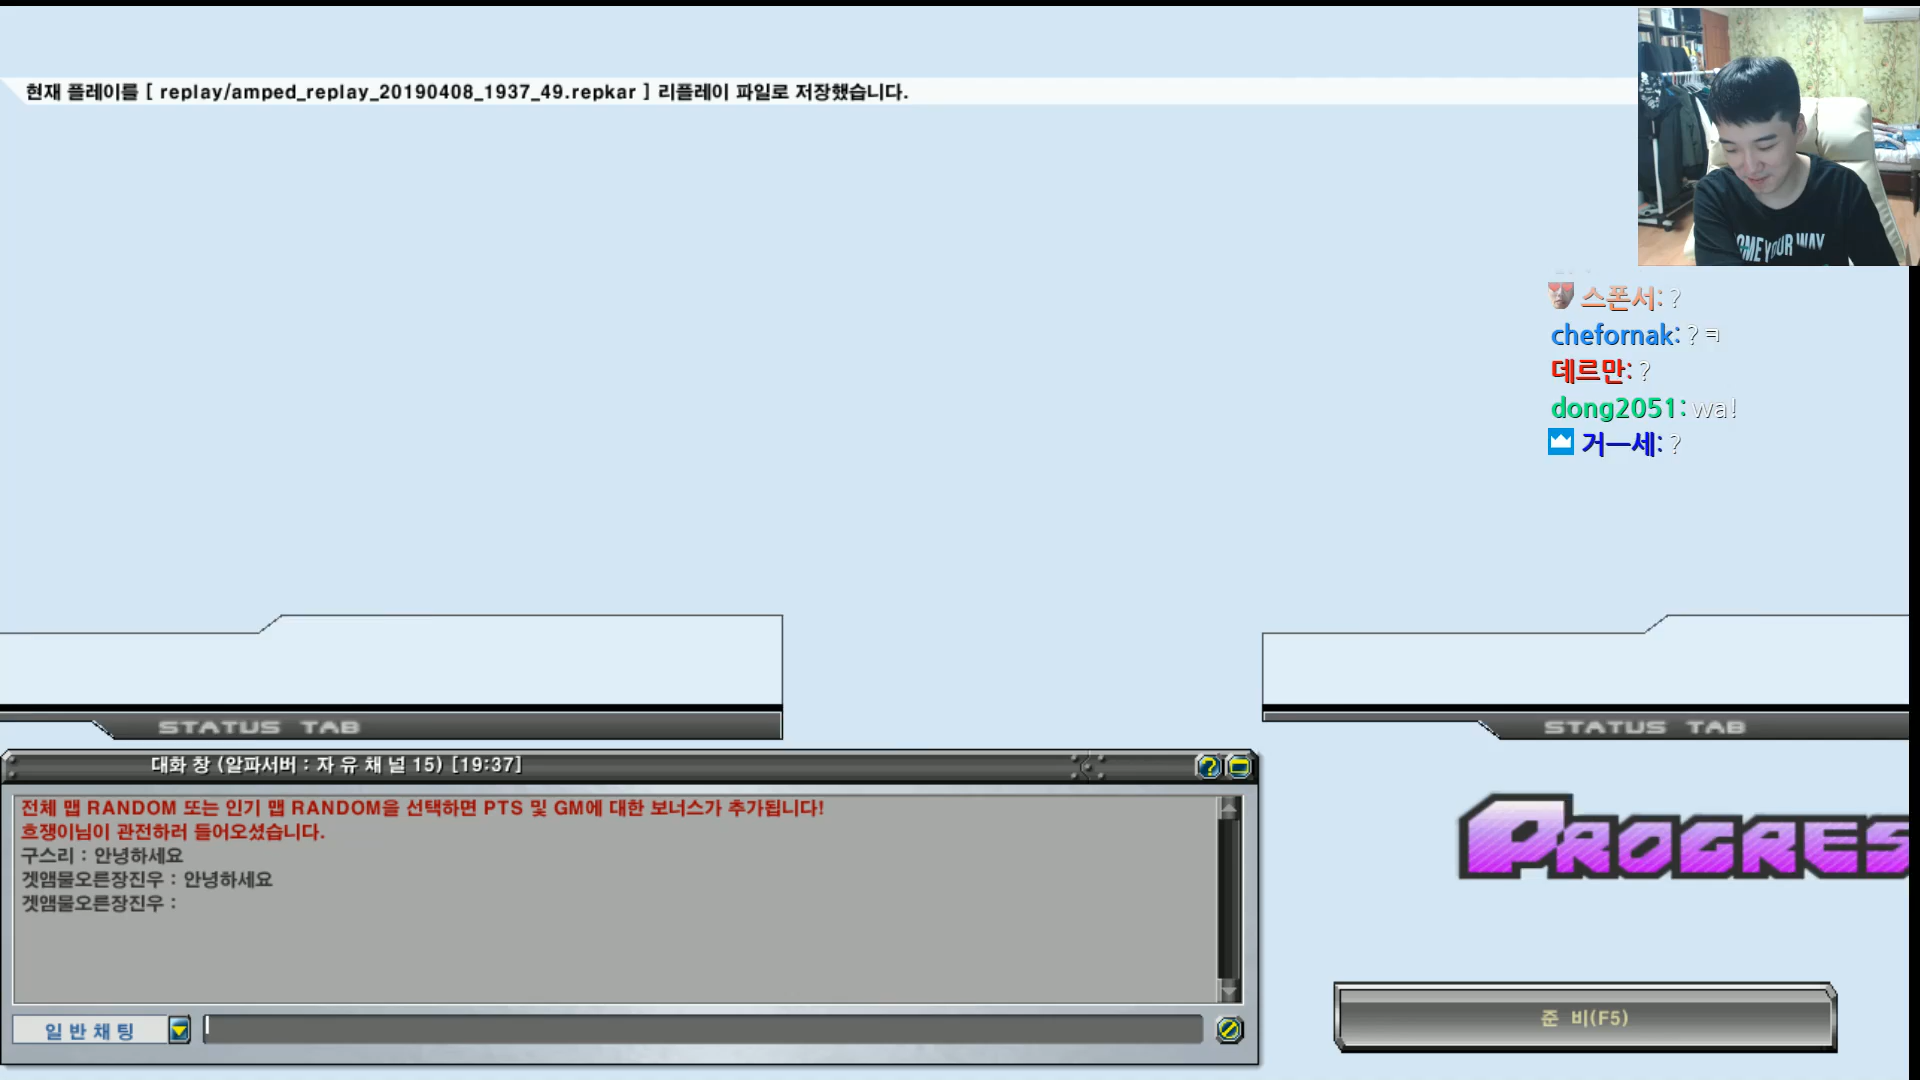 현재 플레이를 [ replay/amped_replay_20190408_1937_49.repkar ] 리플레이 파일로 저장했습니다.
OME YOUR WAY
스폰서: ?
chefornak: ?ㅋ
데르만: ?
dong2051: wa!
거—세: ?
STATUS TAB
STATUS TAB
대화 창 (알파서버 : 자 유 채 널 15) [19:37]
전체 맵 RANDOM 또는 인기 맵 RANDOM을 선택하면 PTS 및 GM에 대한 보너스가 추가됩니다!
흐쟁이님이 관전하러 들어오셨습니다.
구스리 : 안녕하세요
겟앰물오른장진우 : 안녕하세요
겟앰물오른장진우 :
PROGRES
일 반 채 팅
준 비(F5)